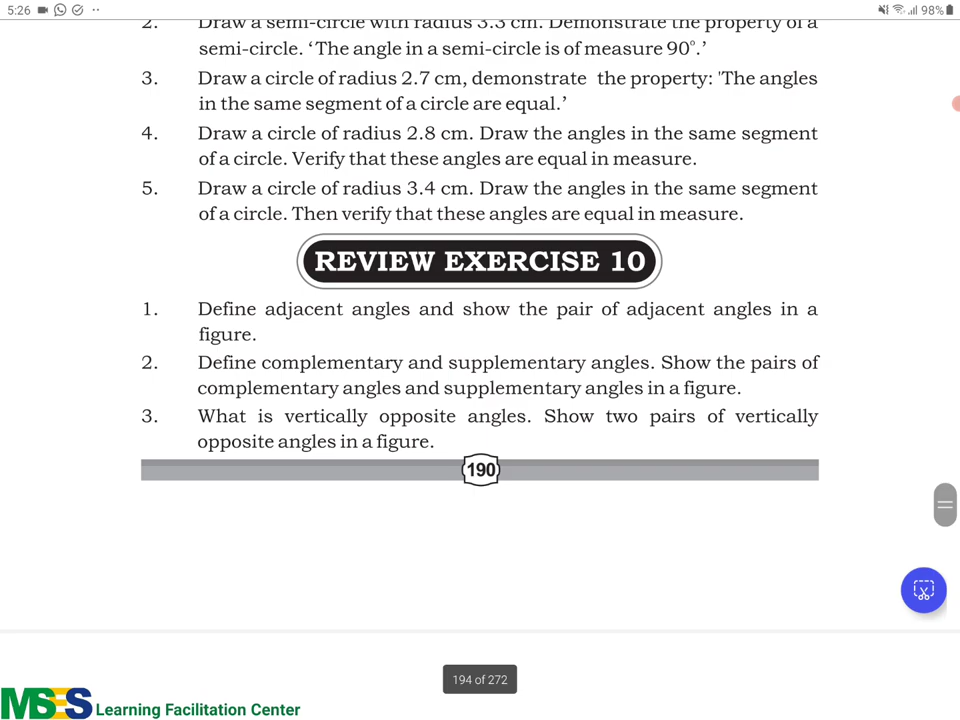 5:26
98%
2. Draw a semi-circle with radius 3.3 cm. Demonstrate the property of a
semi-circle. ‘The angle in a semi-circle is of measure 90°.’
3. Draw a circle of radius 2.7 cm, demonstrate the property: 'The angles
in the same segment of a circle are equal.’
4. Draw a circle of radius 2.8 cm. Draw the angles in the same segment
of a circle. Verify that these angles are equal in measure.
5. Draw a circle of radius 3.4 cm. Draw the angles in the same segment
of a circle. Then verify that these angles are equal in measure.
REVIEW EXERCISE 10
1. Define adjacent angles and show the pair of adjacent angles in a
figure.
2. Define complementary and supplementary angles. Show the pairs of
complementary angles and supplementary angles in a figure.
3. What is vertically opposite angles. Show two pairs of vertically
opposite angles in a figure.
190
194 of 272
MSES Learning Facilitation Center